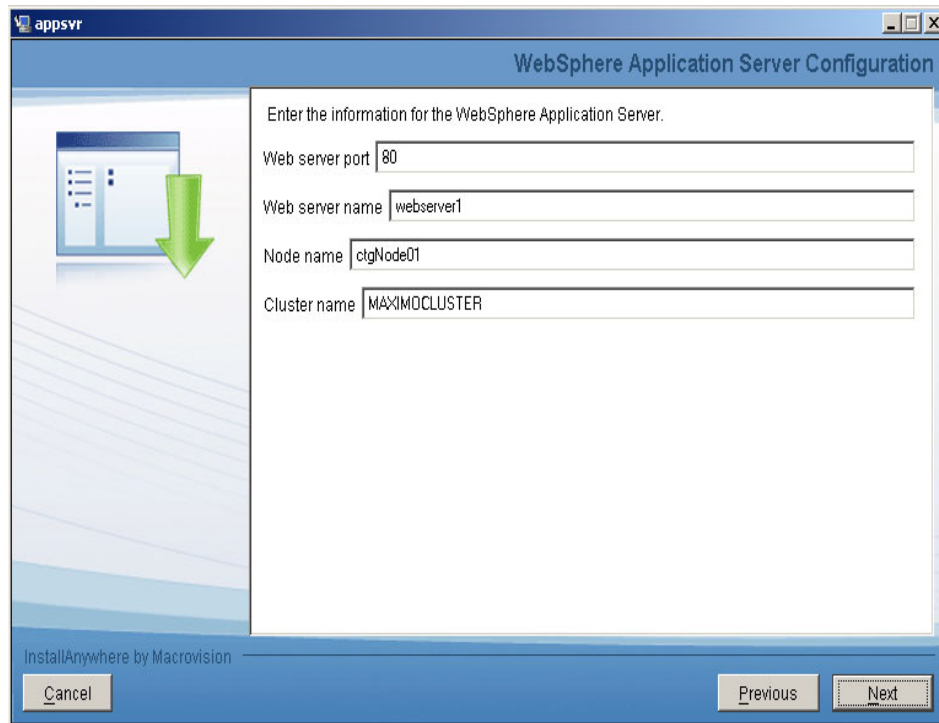 appsvr
WebSphere Application Server Configuration
Enter the information for the WebSphere Application Server.
Web server port 80
Web server name webserver1
Node name ctgNode01
Cluster name MAXIMOCLUSTER
InstallAnywhere by Macrovision
Cancel Previous Next